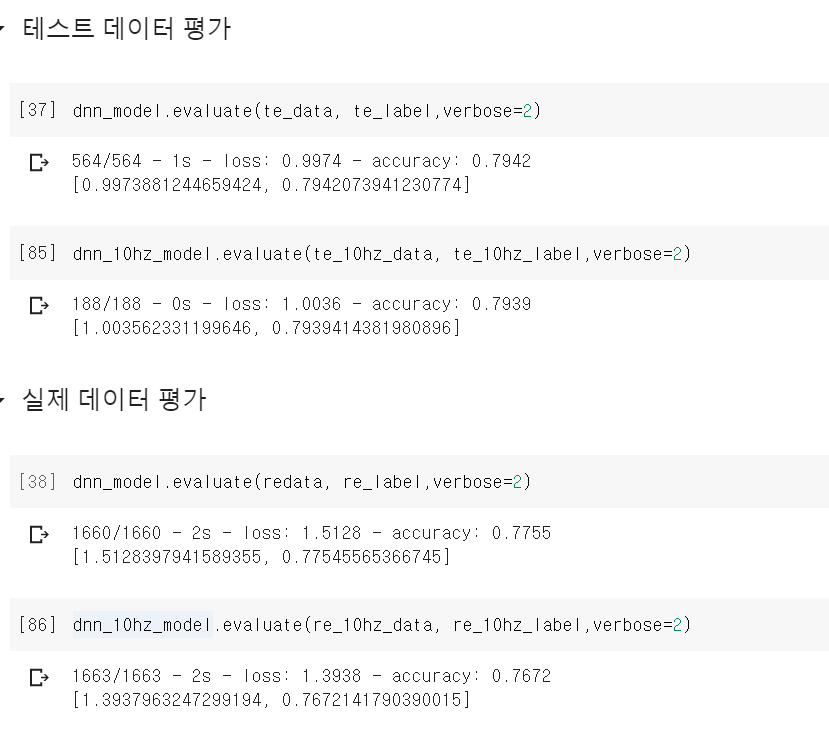 테스트 데이터 평가
[37] dnn_model.evaluate(te_data, te_label,verbose=2)
564/564 - 1s - loss: 0.9974 - accuracy: 0.7942
[0.9973881244659424, 0.7942073941230774]
[85] dnn_10hz_model.evaluate(te_10hz_data, te_10hz_label,verbose=2)
188/188 - 0s - loss: 1.0036 - accuracy: 0.7939
[1.003562331199646, 0.7939414381980896]
실제 데이터 평가
[38] dnn_model.evaluate(redata, re_label,verbose=2)
1660/1660 - 2s - loss: 1.5128 - accuracy: 0.7755
[1.5128397941589355, 0.77545565366745]
[86] dnn_10hz_model.evaluate(re_10hz_data, re_10hz_label,verbose=2)
1663/1663 - 2s - loss: 1.3938 - accuracy: 0.7672
[1.3937963247299194, 0.7672141790390015]